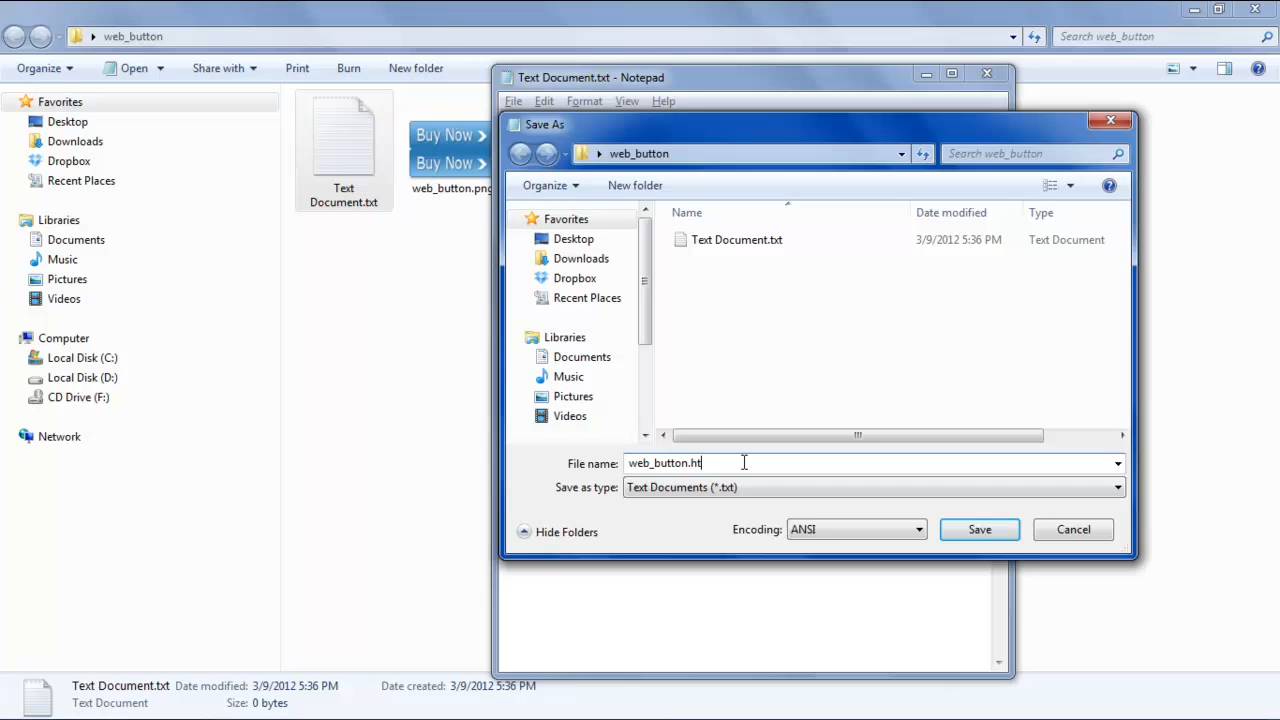 web_button
Search web_button
Organize
Open
Share with
Print
Burn
New folder
Favorites
Desktop
Downloads
Dropbox
Recent Places
Libraries
Documents
Music
Pictures
Videos
Computer
Local Disk (C:)
Local Disk (D:)
CD Drive (F:)
Network
Text
Document.txt
Buy Now
Buy Now
web_button.png
Text Document.txt - Notepad
File Edit Format View Help
Save As
web_button
Search web_button
Organize
New folder
Favorites
Desktop
Downloads
Dropbox
Recent Places
Libraries
Documents
Music
Pictures
Videos
Name
Date modified
Type
Text Document.txt
3/9/2012 5:36 PM
Text Document
File name: web_button.ht
Save as type: Text Documents (*.txt)
Hide Folders
Encoding: ANSI
Save
Cancel
Text Document.txt Date modified: 3/9/2012 5:36 PM Date created: 3/9/2012 5:36 PM
Text Document Size: 0 bytes